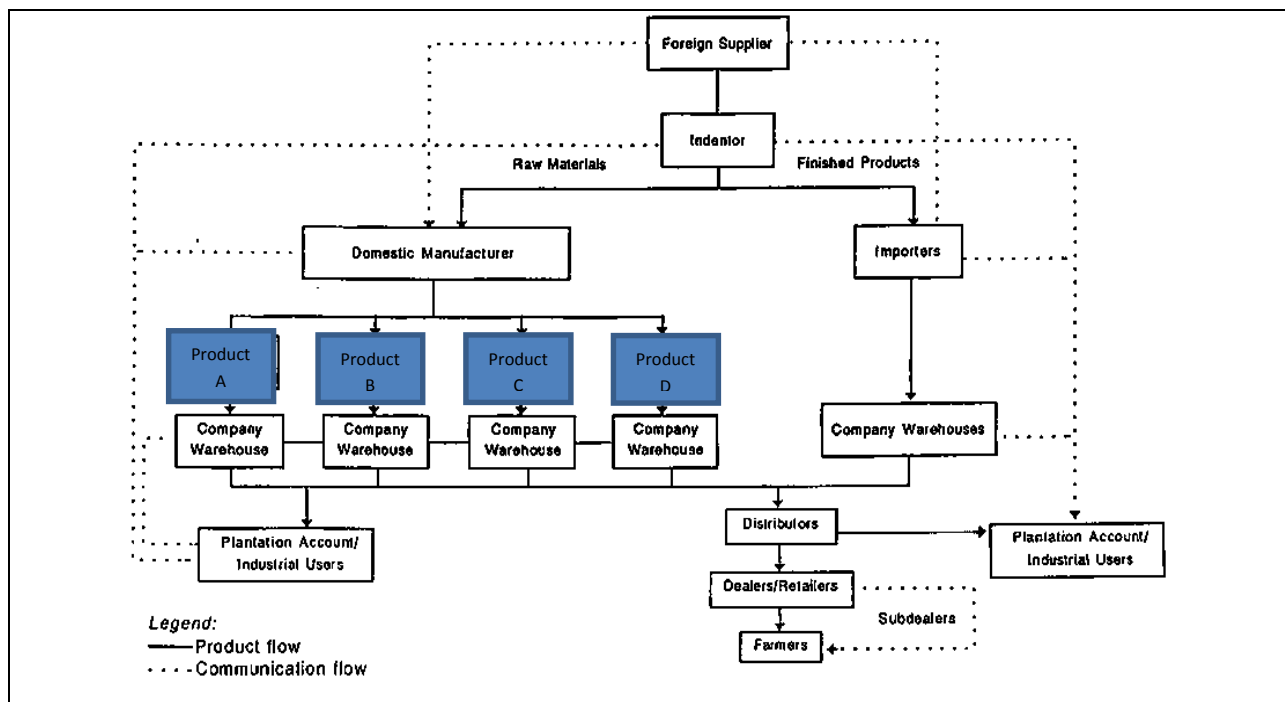 Foreign Supplier
Indentor
Raw Materials
Finished Products
Domestic Manufacturer
Importers
Product
A
Product
B
Product
C
Product
D
Company
Warehouse
Company
Warehouse
Company
Warehouse
Company
Warehouse
Company Warehouses
Distributors
Plantation Account/
Industrial Users
Plantation Account/
Industrial Users
Dealers/Retailers
Subdealers
Farmers
Legend:
Product flow
Communication flow